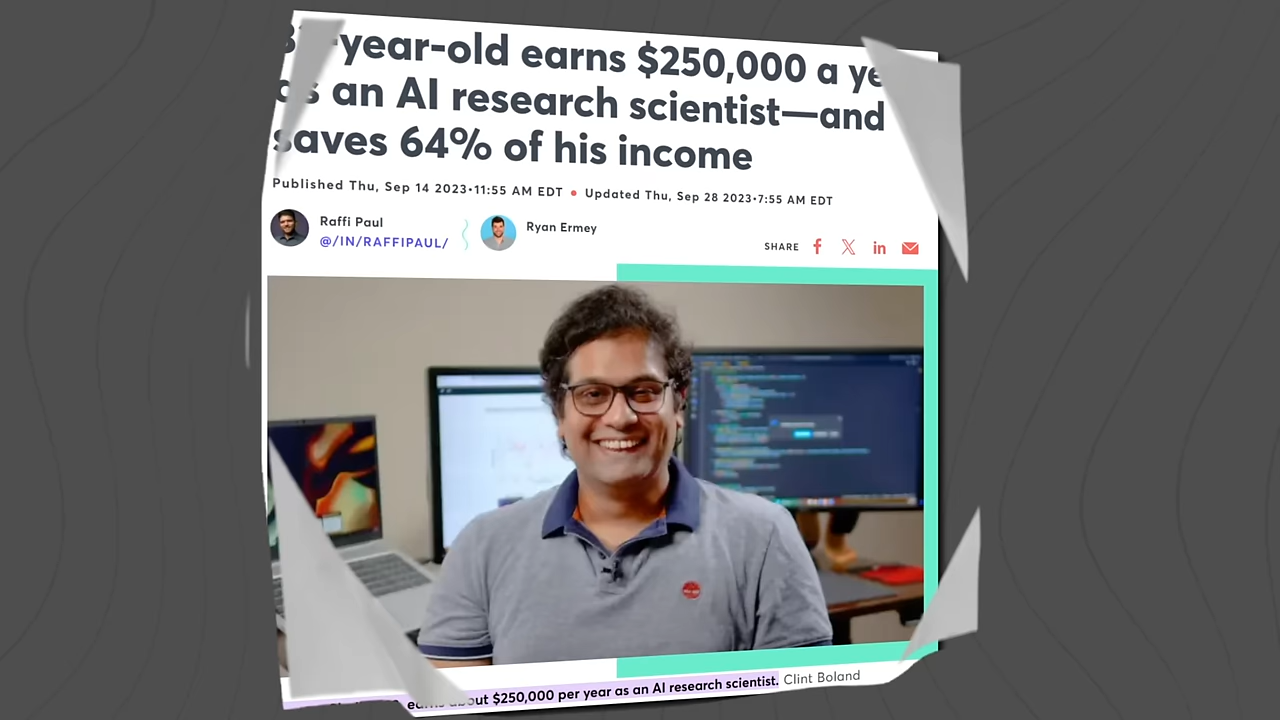 -year-old earns $250,000 a ye
as an AI research scientist—and
saves 64% of his income
Published Thu, Sep 14 2023•11:55 AM EDT • Updated Thu, Sep 28 2023•7:55 AM EDT
Raffi Paul
@/IN/RAFFIPAUL/
Ryan Ermey
SHARE
earns about $250,000 per year as an AI research scientist. Clint Boland